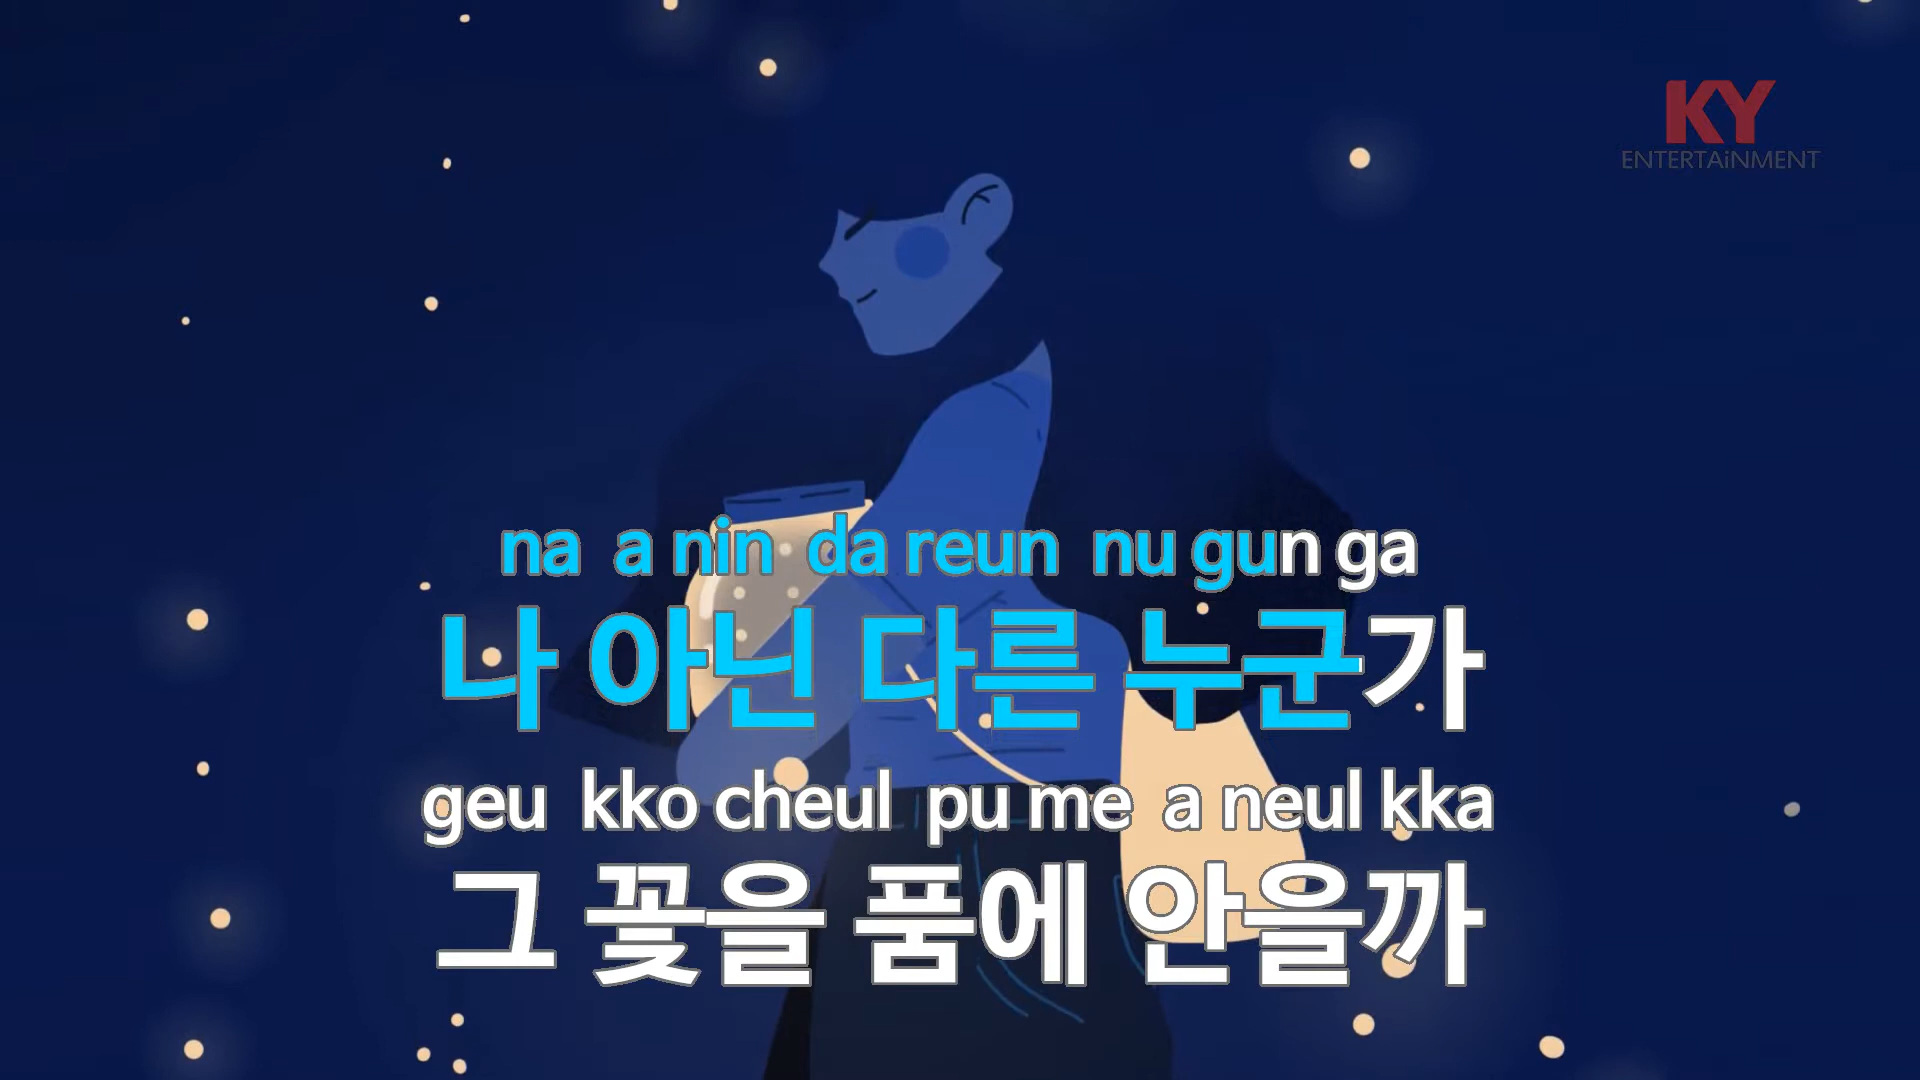 KY
ENTERTAiNMENT
na a nin da reun nu gun ga
나 아닌 다른 누군가
geu kko cheul pu me a neul kka
그 꽃을 품에 안을까